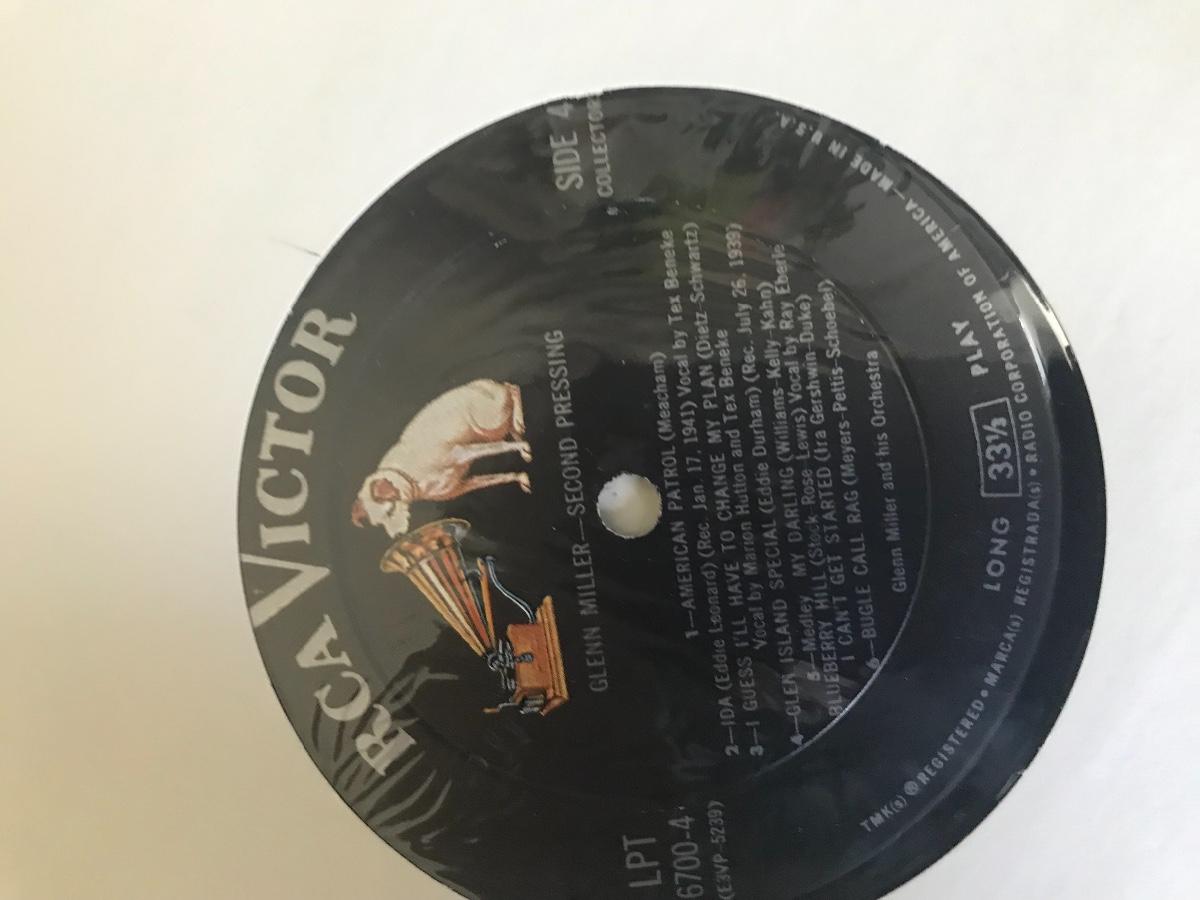 RCA VICTOR
GLENN MILLER—SECOND PRESSING
LPT
6700-4
(E3VP-5239)
SIDE 4
COLLECTORS
1—AMERICAN PATROL (Meacham)
2—IDA (Eddie Leonard) (Rec. Jan. 17, 1941) Vocal by Tex Beneke
3—I GUESS I'LL HAVE TO CHANGE MY PLAN (Dietz-Schwartz)
Vocal by Marion Hutton and Tex Beneke
4—GLEN ISLAND SPECIAL (Eddie Durham) (Rec. July 26, 1939)
5—Medley MY DARLING (Williams-Kelly-Kahn)
BLUEBERRY HILL (Stock-Rose-Lewis) Vocal by Ray Eberle
I CAN'T GET STARTED (Ira Gershwin-Duke)
6—BUGLE CALL RAG (Meyers-Pettis-Schoebel)
Glenn Miller and his Orchestra
LONG 33⅓ PLAY
TMK(s) ® REGISTERED • MARCA(s) REGISTRADA(s) • RADIO CORPORATION OF AMERICA—MADE IN U.S.A.